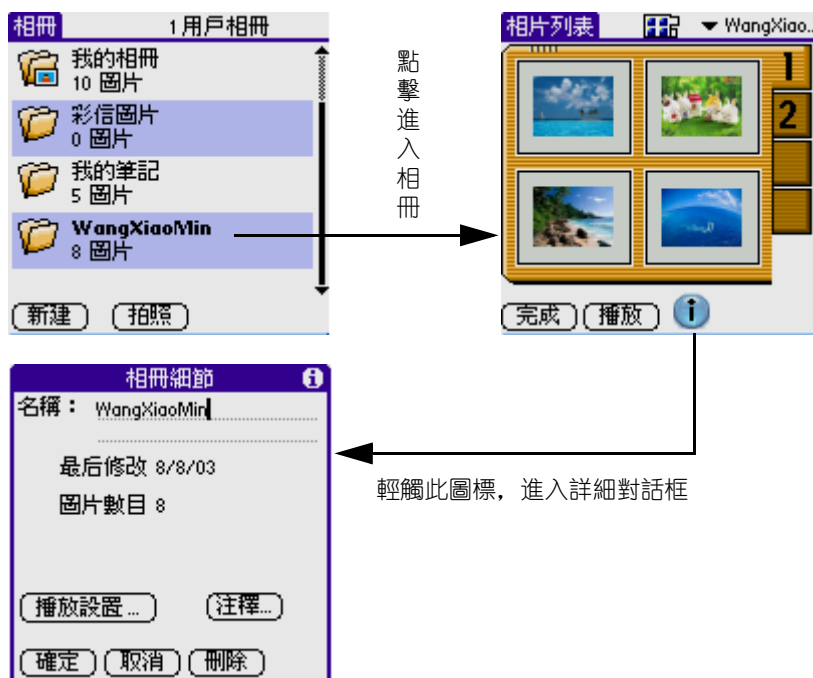 相冊 1用戶相冊
我的相冊
10 圖片
彩信圖片
0 圖片
我的筆記
5 圖片
WangXiaoMin
8 圖片
新建 拍照
點擊進入相冊
相片列表 WangXiao..
1
2
完成 播放
相冊細節
名稱： WangXiaoMin
最后修改 8/8/03
圖片數目 8
播放設置... 注釋...
確定 取消 刪除
輕觸此圖標，進入詳細對話框